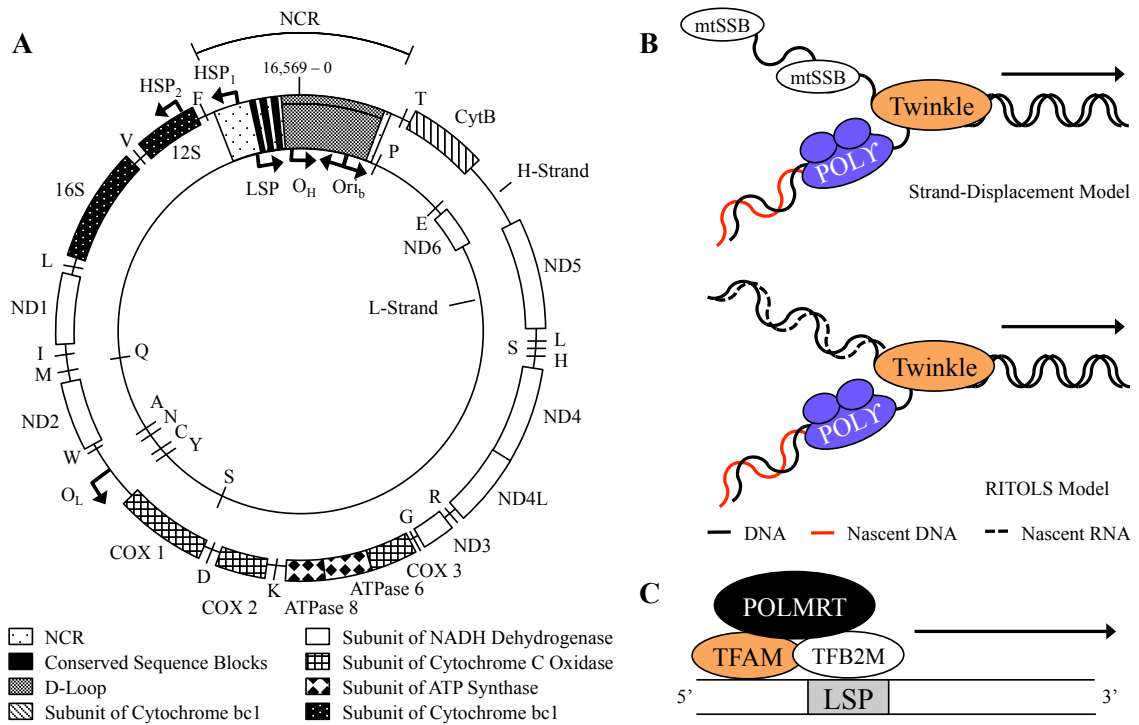 A
NCR
16,569 – 0
HSP1
HSP2
F
T
CytB
V
12S
P
LSP
OH
Orib
H-Strand
16S
E
ND6
ND5
L
L-Strand
ND1
L
S
H
I
Q
M
ND2
ND4
A
N
C
Y
W
S
OL
ND4L
R
G
ND3
COX 1
COX 3
D
COX 2
K
ATPase 6
ATPase 8
NCR
Conserved Sequence Blocks
D-Loop
Subunit of Cytochrome bc1
Subunit of NADH Dehydrogenase
Subunit of Cytochrome C Oxidase
Subunit of ATP Synthase
Subunit of Cytochrome bc1
B
mtSSB
mtSSB
Twinkle
POLγ
Strand-Displacement Model
Twinkle
POLγ
RITOLS Model
DNA
Nascent DNA
Nascent RNA
C
POLMRT
TFAM
TFB2M
5’
LSP
3’